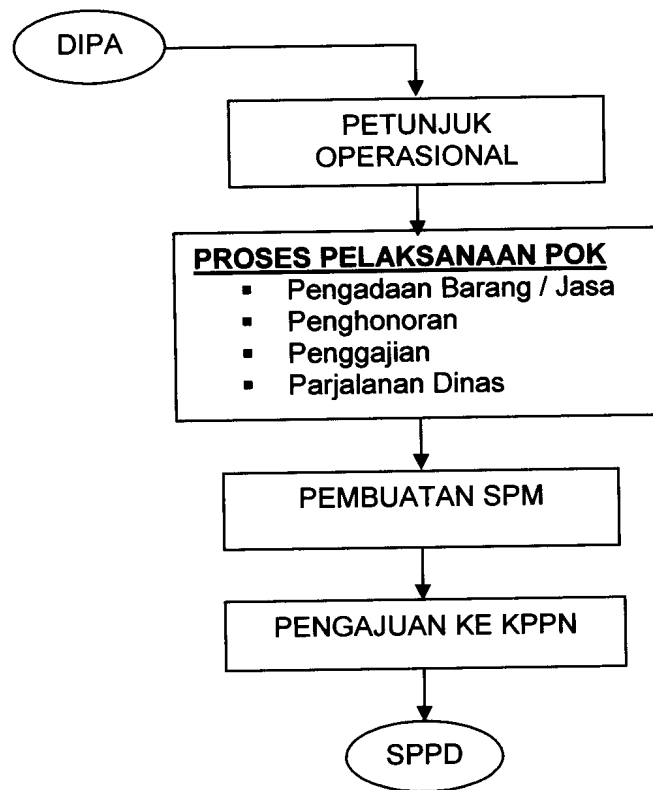 DIPA
PETUNJUK
OPERASIONAL
PROSES PELAKSANAAN POK
▪ Pengadaan Barang / Jasa
▪ Penghonoran
▪ Penggajian
▪ Parjalanan Dinas
PEMBUATAN SPM
PENGAJUAN KE KPPN
SPPD